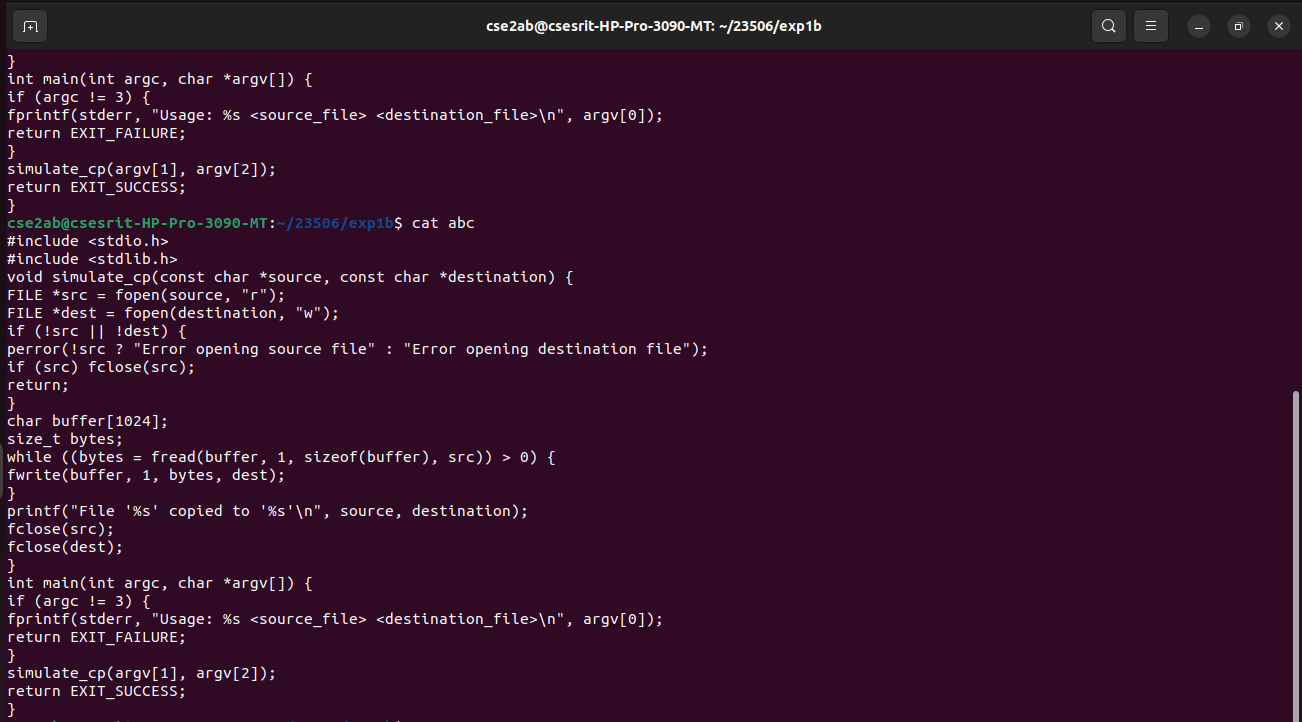 cse2ab@csesrit-HP-Pro-3090-MT: ~/23506/exp1b
}
int main(int argc, char *argv[]) {
if (argc != 3) {
fprintf(stderr, "Usage: %s <source_file> <destination_file>\n", argv[0]);
return EXIT_FAILURE;
}
simulate_cp(argv[1], argv[2]);
return EXIT_SUCCESS;
}
cse2ab@csesrit-HP-Pro-3090-MT:~/23506/exp1b$ cat abc
#include <stdio.h>
#include <stdlib.h>
void simulate_cp(const char *source, const char *destination) {
FILE *src = fopen(source, "r");
FILE *dest = fopen(destination, "w");
if (!src || !dest) {
perror(!src ? "Error opening source file" : "Error opening destination file");
if (src) fclose(src);
return;
}
char buffer[1024];
size_t bytes;
while ((bytes = fread(buffer, 1, sizeof(buffer), src)) > 0) {
fwrite(buffer, 1, bytes, dest);
}
printf("File '%s' copied to '%s'\n", source, destination);
fclose(src);
fclose(dest);
}
int main(int argc, char *argv[]) {
if (argc != 3) {
fprintf(stderr, "Usage: %s <source_file> <destination_file>\n", argv[0]);
return EXIT_FAILURE;
}
simulate_cp(argv[1], argv[2]);
return EXIT_SUCCESS;
}